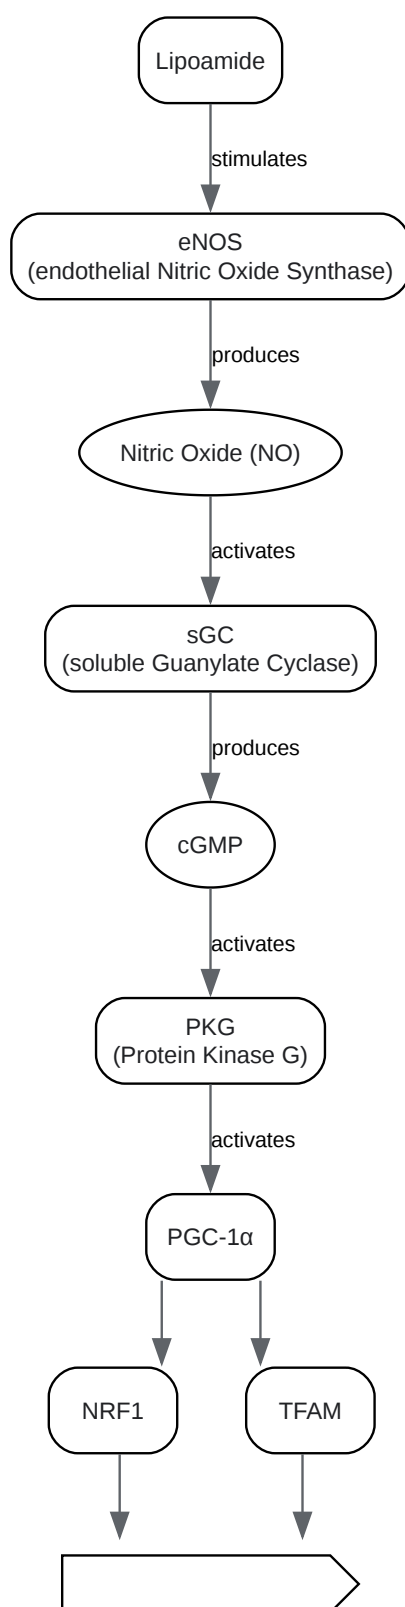 Lipoamide
stimulates
eNOS
(endothelial Nitric Oxide Synthase)
produces
Nitric Oxide (NO)
activates
sGC
(soluble Guanylate Cyclase)
produces
cGMP
activates
PKG
(Protein Kinase G)
activates
PGC-1α
NRF1
TFAM